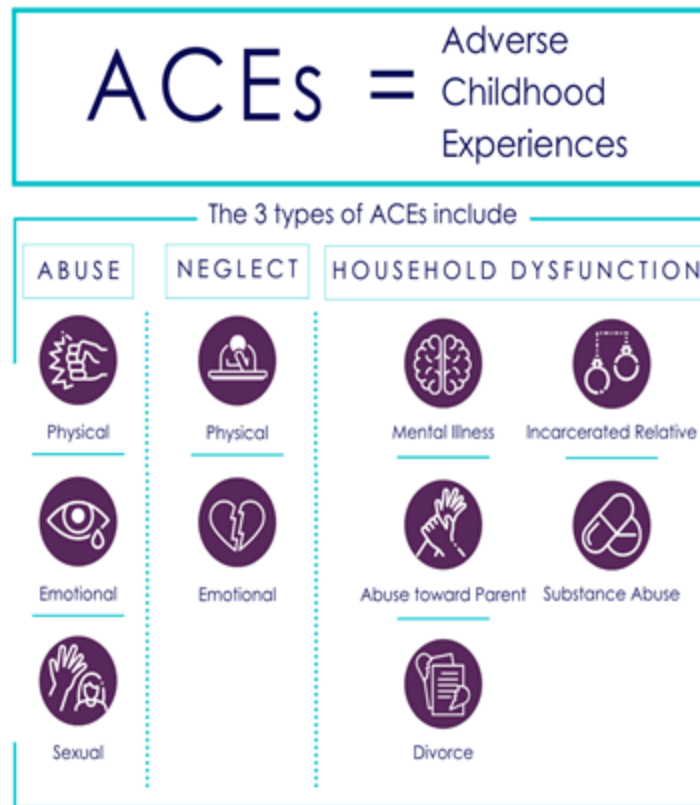 ACEs = Adverse
Childhood
Experiences
The 3 types of ACEs include
ABUSE
NEGLECT
HOUSEHOLD DYSFUNCTION
Physical
Physical
Mental Illness
Incarcerated Relative
Emotional
Emotional
Abuse toward Parent
Substance Abuse
Sexual
Divorce